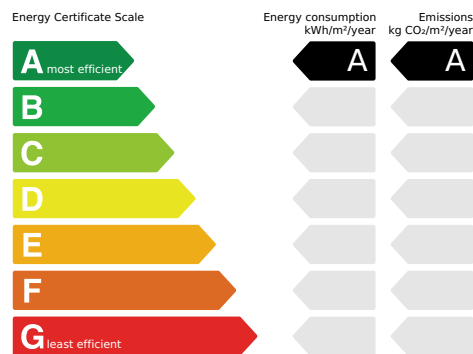 Energy Certificate Scale
Energy consumption
kWh/m²/year
Emissions
kg CO₂/m²/year
A most efficient
A
A
B
C
D
E
F
G least efficient